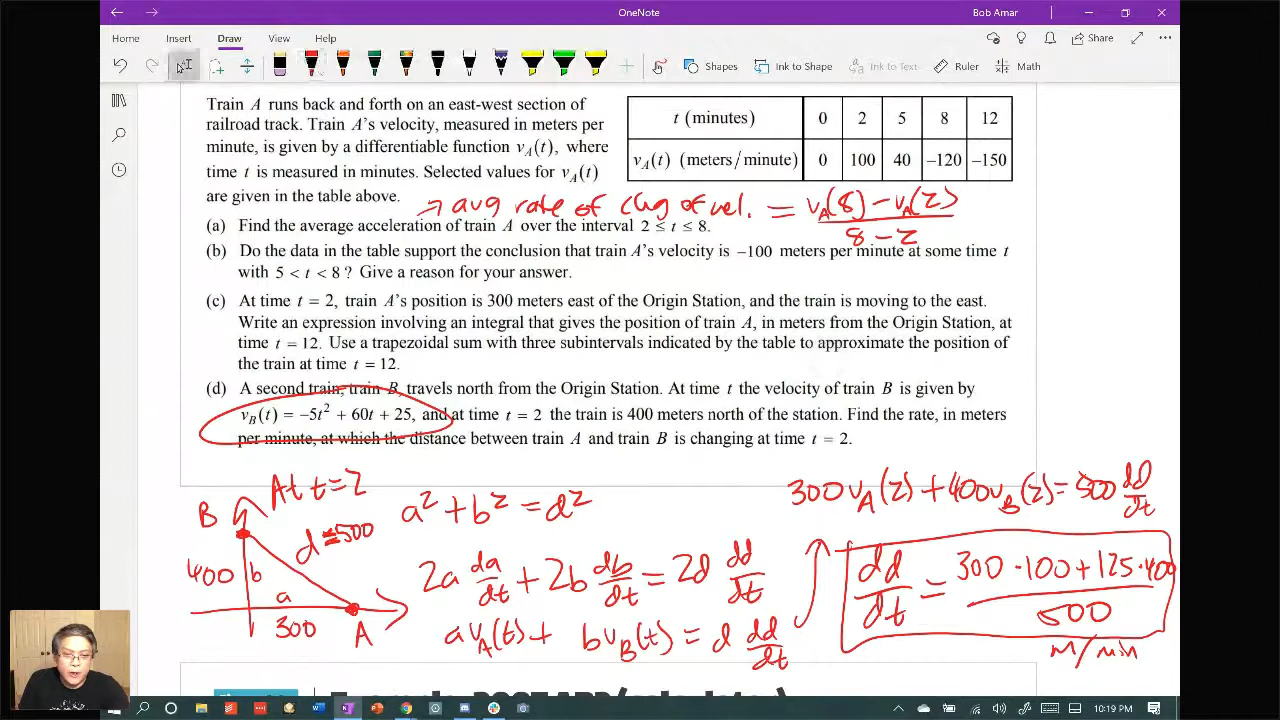 OneNote
Bob Amar
Home Insert Draw View Help
Share
Shapes Ink to Shape Ink to Text Ruler Math
Train A runs back and forth on an east-west section of
railroad track. Train A's velocity, measured in meters per
minute, is given by a differentiable function v_A(t), where
time t is measured in minutes. Selected values for v_A(t)
are given in the table above.
t (minutes) 0 2 5 8 12
v_A(t) (meters/minute) 0 100 40 −120 −150
→ avg rate of chg of vel. = (v_A(8) − v_A(2))/(8 − 2)
(a) Find the average acceleration of train A over the interval 2 ≤ t ≤ 8.
(b) Do the data in the table support the conclusion that train A's velocity is −100 meters per minute at some time t
with 5 < t < 8 ? Give a reason for your answer.
(c) At time t = 2, train A's position is 300 meters east of the Origin Station, and the train is moving to the east.
Write an expression involving an integral that gives the position of train A, in meters from the Origin Station, at
time t = 12. Use a trapezoidal sum with three subintervals indicated by the table to approximate the position of
the train at time t = 12.
(d) A second train, train B, travels north from the Origin Station. At time t the velocity of train B is given by
v_B(t) = −5t² + 60t + 25, and at time t = 2 the train is 400 meters north of the station. Find the rate, in meters
per minute, at which the distance between train A and train B is changing at time t = 2.
At t=2
B
d = 500
400 b
a
300 A
a² + b² = d²
2a da/dt + 2b db/dt = 2d dd/dt
a v_A(t) + b v_B(t) = d dd/dt
300 v_A(2) + 400 v_B(2) = 500 dd/dt
dd/dt = (300 · 100 + 125 · 400)/500
m/min
10:19 PM